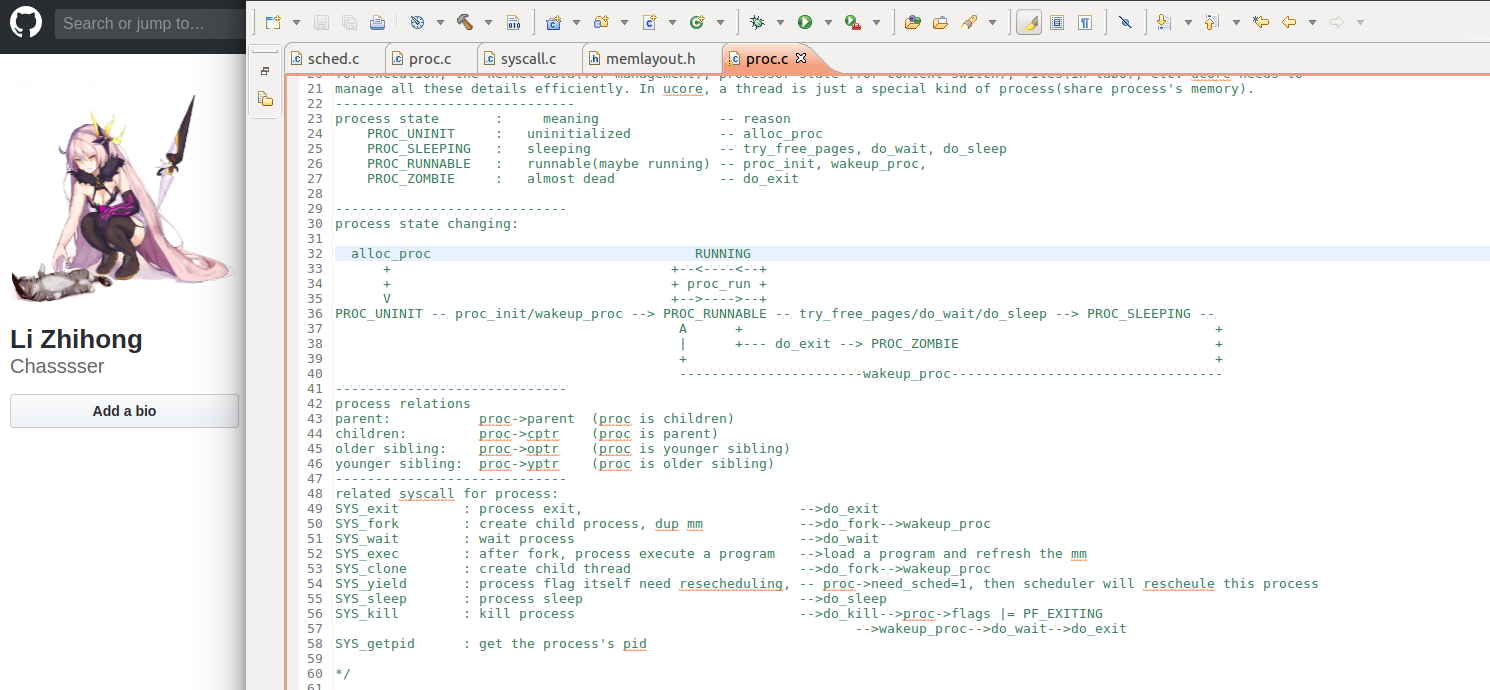 Search or jump to…
Li Zhihong
Chasssser
Add a bio
sched.c
proc.c
syscall.c
memlayout.h
proc.c
21 manage all these details efficiently. In ucore, a thread is just a special kind of process(share process's memory).
22 ------------------------------
23 process state       :     meaning               -- reason
24     PROC_UNINIT     :   uninitialized           -- alloc_proc
25     PROC_SLEEPING   :   sleeping                -- try_free_pages, do_wait, do_sleep
26     PROC_RUNNABLE   :   runnable(maybe running) -- proc_init, wakeup_proc,
27     PROC_ZOMBIE     :   almost dead             -- do_exit
28
29 -----------------------------
30 process state changing:
31
32   alloc_proc                                 RUNNING
33       +                                   +--<----<--+
34       +                                   + proc_run +
35       V                                   +-->---->--+
36 PROC_UNINIT -- proc_init/wakeup_proc --> PROC_RUNNABLE -- try_free_pages/do_wait/do_sleep --> PROC_SLEEPING --
37                                            A      +                                                           +
38                                            |      +--- do_exit --> PROC_ZOMBIE                                +
39                                            +                                                                  +
40                                            -----------------------wakeup_proc----------------------------------
41 -----------------------------
42 process relations
43 parent:           proc->parent  (proc is children)
44 children:         proc->cptr    (proc is parent)
45 older sibling:    proc->optr    (proc is younger sibling)
46 younger sibling:  proc->yptr    (proc is older sibling)
47 -----------------------------
48 related syscall for process:
49 SYS_exit        : process exit,                           -->do_exit
50 SYS_fork        : create child process, dup mm            -->do_fork-->wakeup_proc
51 SYS_wait        : wait process                            -->do_wait
52 SYS_exec        : after fork, process execute a program   -->load a program and refresh the mm
53 SYS_clone       : create child thread                     -->do_fork-->wakeup_proc
54 SYS_yield       : process flag itself need resecheduling, -- proc->need_sched=1, then scheduler will rescheule this process
55 SYS_sleep       : process sleep                           -->do_sleep
56 SYS_kill        : kill process                            -->do_kill-->proc->flags |= PF_EXITING
57                                                                  -->wakeup_proc-->do_wait-->do_exit
58 SYS_getpid      : get the process's pid
59
60 */
61